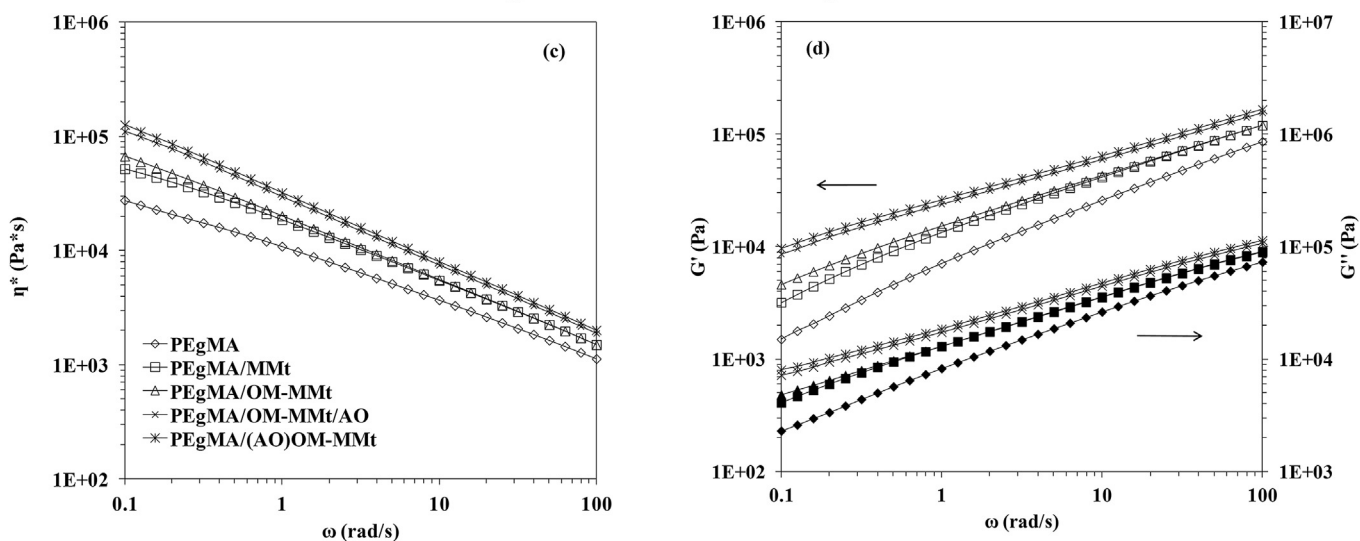 (c)
1E+06
1E+05
1E+04
1E+03
1E+02
η* (Pa*s)
PEgMA
PEgMA/MMt
PEgMA/OM-MMt
PEgMA/OM-MMt/AO
PEgMA/(AO)OM-MMt
0.1 1 10 100
ω (rad/s)
(d)
1E+06
1E+05
1E+04
1E+03
1E+02
G' (Pa)
1E+07
1E+06
1E+05
1E+04
1E+03
G'' (Pa)
0.1 1 10 100
ω (rad/s)